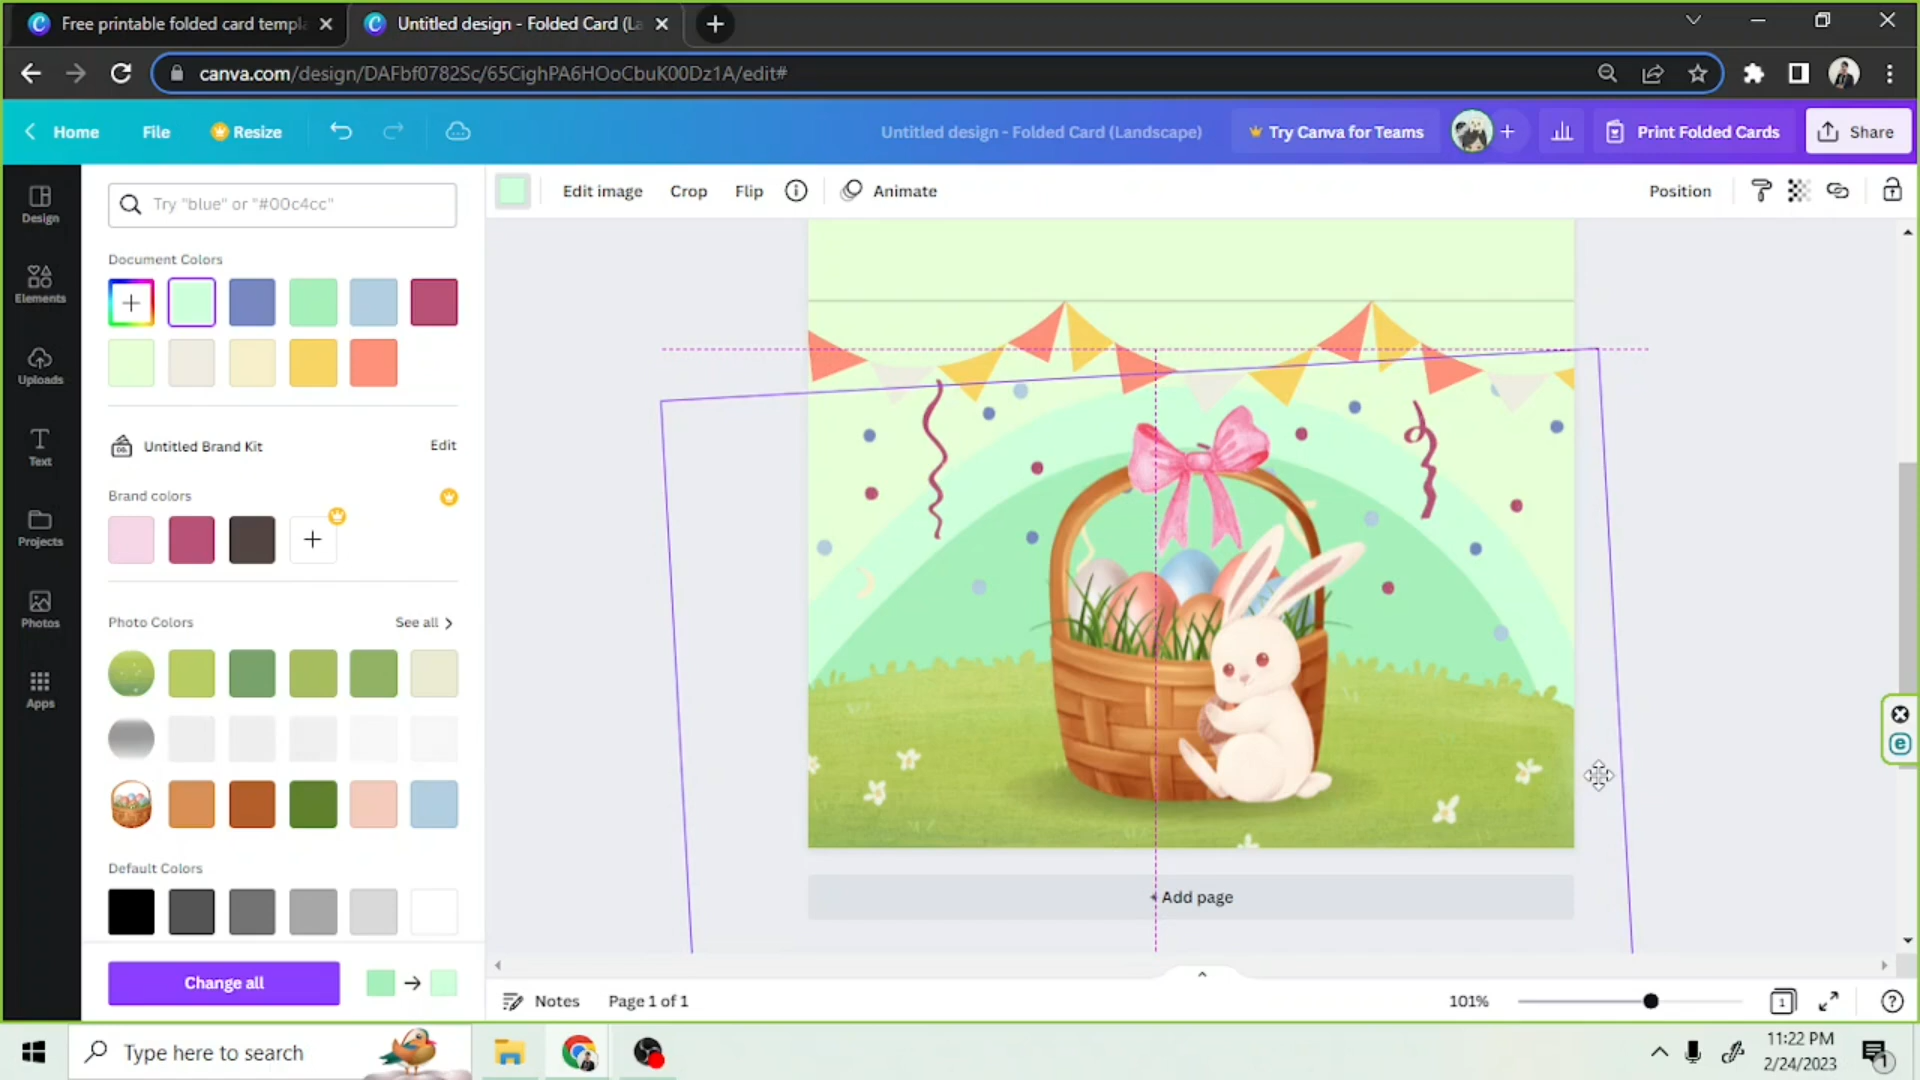 Free printable folded card templ
Untitled design - Folded Card (La
canva.com/design/DAFbf0782Sc/65CighPA6HOoCbuK00Dz1A/edit#
Home
File
Resize
Untitled design - Folded Card (Landscape)
Try Canva for Teams
Print Folded Cards
Share
Design
Elements
Uploads
Text
Projects
Photos
Apps
Try "blue" or "#00c4cc"
Document Colors
Untitled Brand Kit
Edit
Brand colors
Photo Colors
See all
Default Colors
Change all
Edit image
Crop
Flip
Animate
Position
+ Add page
Notes
Page 1 of 1
101%
1
Type here to search
11:22 PM
2/24/2023
1